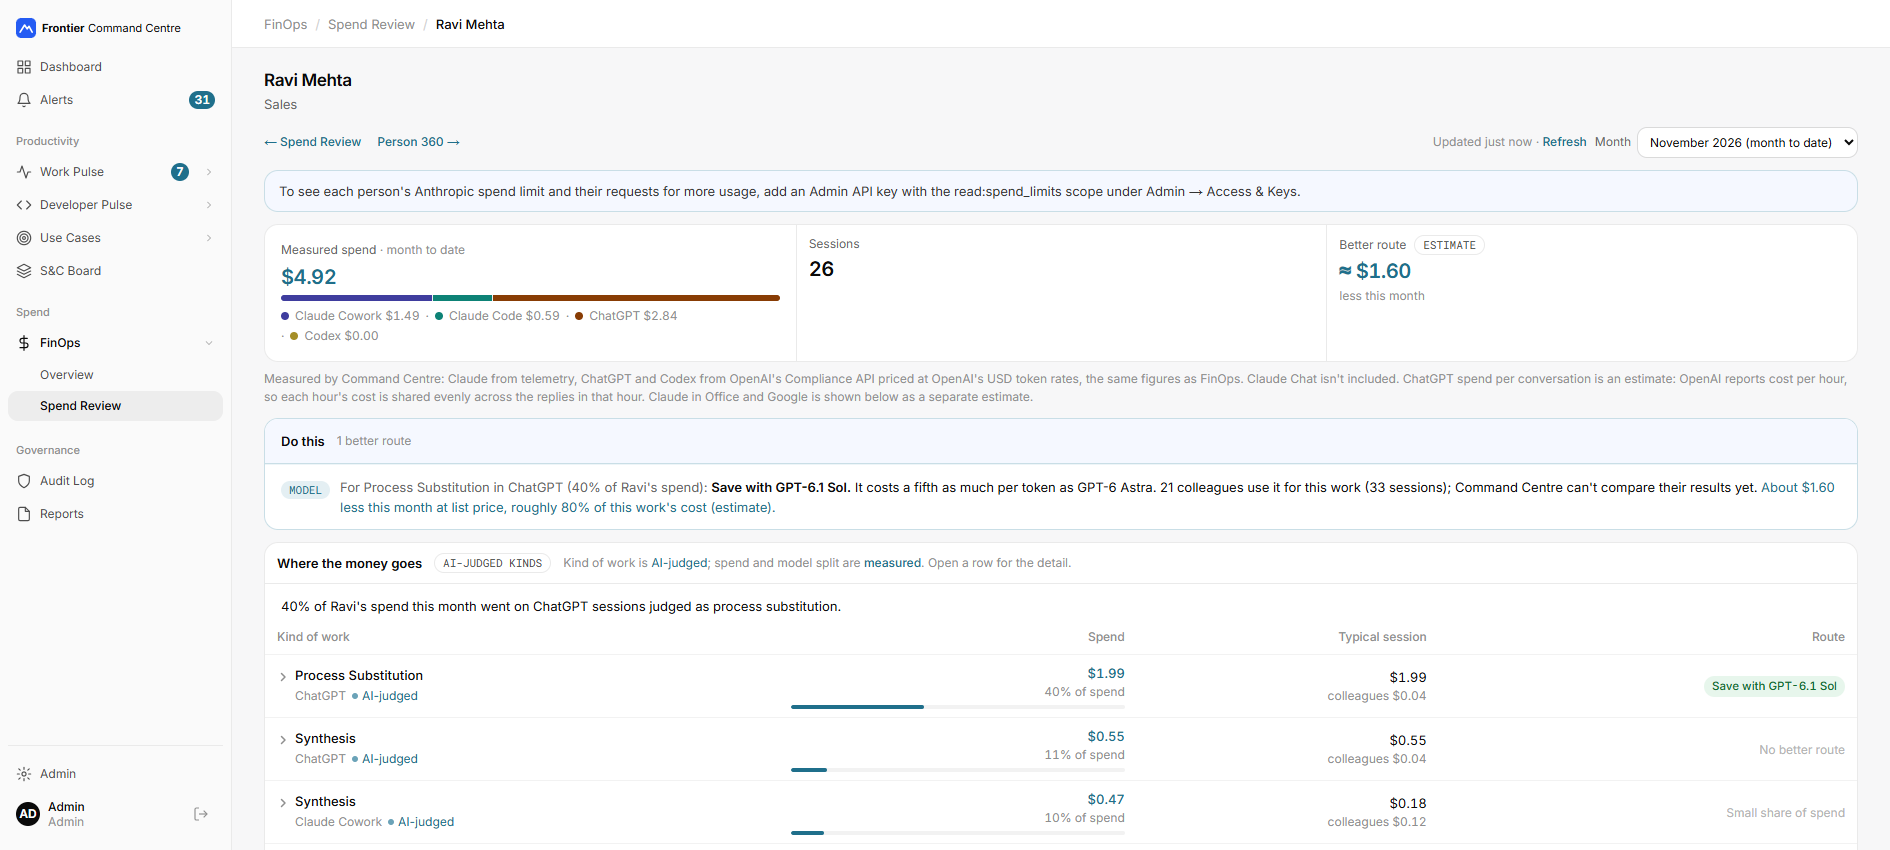 Frontier Command Centre
Dashboard
Alerts 31
Productivity
Work Pulse 7
Developer Pulse
Use Cases
S&C Board
Spend
FinOps
Overview
Spend Review
Governance
Audit Log
Reports
Admin
AD Admin
Admin
FinOps / Spend Review / Ravi Mehta
Ravi Mehta
Sales
← Spend Review Person 360 →
Updated just now · Refresh Month November 2026 (month to date)
To see each person's Anthropic spend limit and their requests for more usage, add an Admin API key with the read:spend_limits scope under Admin → Access & Keys.
Measured spend · month to date
$4.92
Claude Cowork $1.49 · Claude Code $0.59 · ChatGPT $2.84
· Codex $0.00
Sessions
26
Better route ESTIMATE
≈ $1.60
less this month
Measured by Command Centre: Claude from telemetry, ChatGPT and Codex from OpenAI's Compliance API priced at OpenAI's USD token rates, the same figures as FinOps. Claude Chat isn't included. ChatGPT spend per conversation is an estimate: OpenAI reports cost per hour,
so each hour's cost is shared evenly across the replies in that hour. Claude in Office and Google is shown below as a separate estimate.
Do this 1 better route
MODEL For Process Substitution in ChatGPT (40% of Ravi's spend): Save with GPT-6.1 Sol. It costs a fifth as much per token as GPT-6 Astra. 21 colleagues use it for this work (33 sessions); Command Centre can't compare their results yet. About $1.60
less this month at list price, roughly 80% of this work's cost (estimate).
Where the money goes AI-JUDGED KINDS Kind of work is AI-judged; spend and model split are measured. Open a row for the detail.
40% of Ravi's spend this month went on ChatGPT sessions judged as process substitution.
Kind of work Spend Typical session Route
Process Substitution $1.99 $1.99 Save with GPT-6.1 Sol
ChatGPT AI-judged 40% of spend colleagues $0.04
Synthesis $0.55 $0.55 No better route
ChatGPT AI-judged 11% of spend colleagues $0.04
Synthesis $0.47 $0.18 Small share of spend
Claude Cowork AI-judged 10% of spend colleagues $0.12